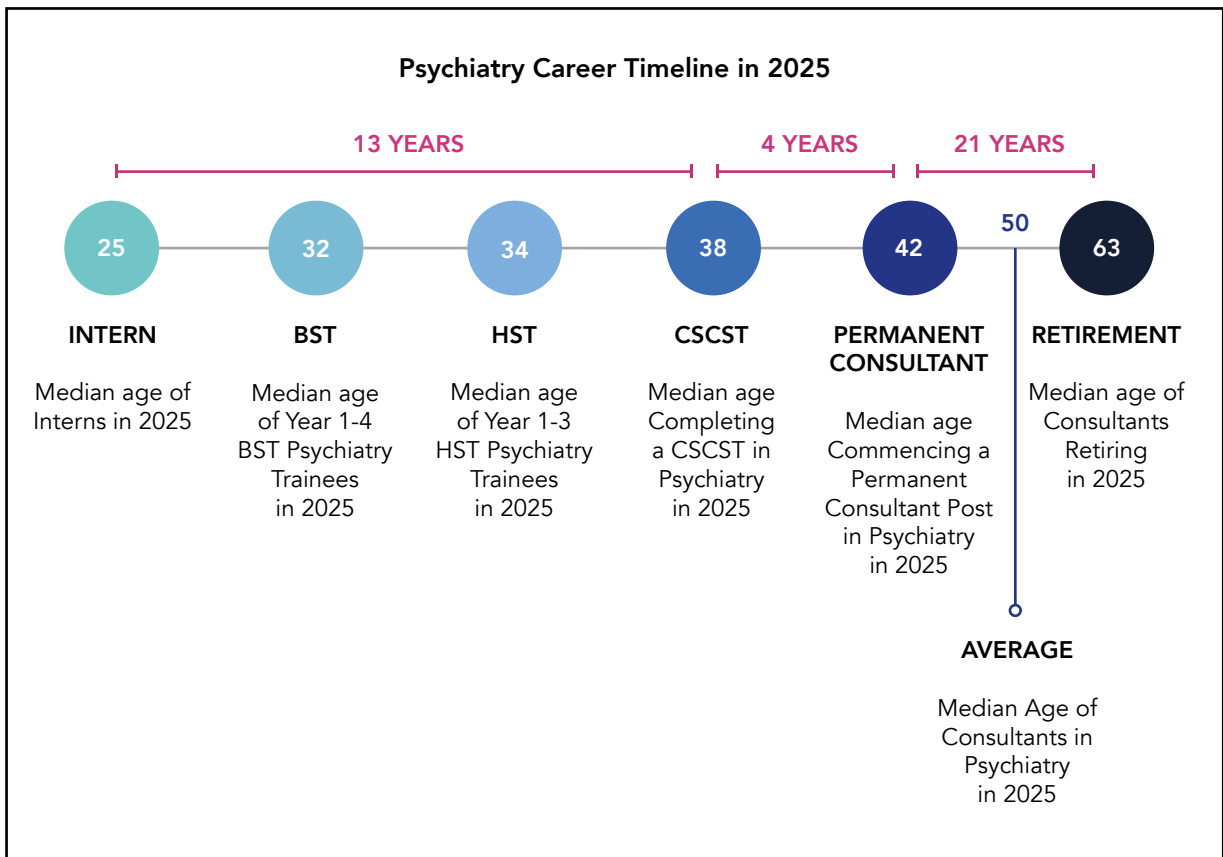 Psychiatry Career Timeline in 2025
13 YEARS
4 YEARS
21 YEARS
25
32
34
38
42
50
63
INTERN
Median age of
Interns in 2025
BST
Median age
of Year 1-4
BST Psychiatry
Trainees
in 2025
HST
Median age
of Year 1-3
HST Psychiatry
Trainees
in 2025
CSCST
Median age
Completing
a CSCST in
Psychiatry
in 2025
PERMANENT
CONSULTANT
Median age
Commencing a
Permanent
Consultant Post
in Psychiatry
in 2025
RETIREMENT
Median age of
Consultants
Retiring
in 2025
AVERAGE
Median Age of
Consultants in
Psychiatry
in 2025